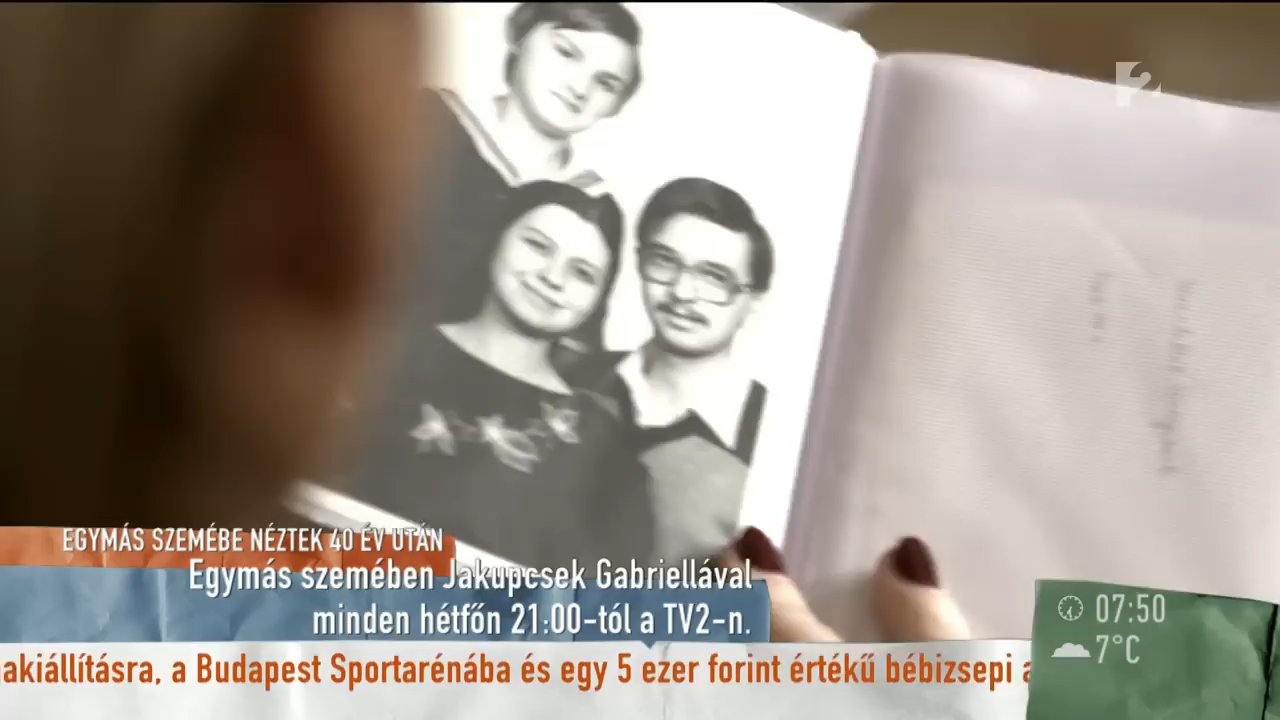 2
EGYMÁS SZEMÉBE NÉZTEK 40 ÉV UTÁN
Egymás szemében Jakupcsek Gabriellával
minden hétfőn 21:00-tól a TV2-n.
akiállításra, a Budapest Sportarénába és egy 5 ezer forint értékű bébizsepi a
07:50
7°C